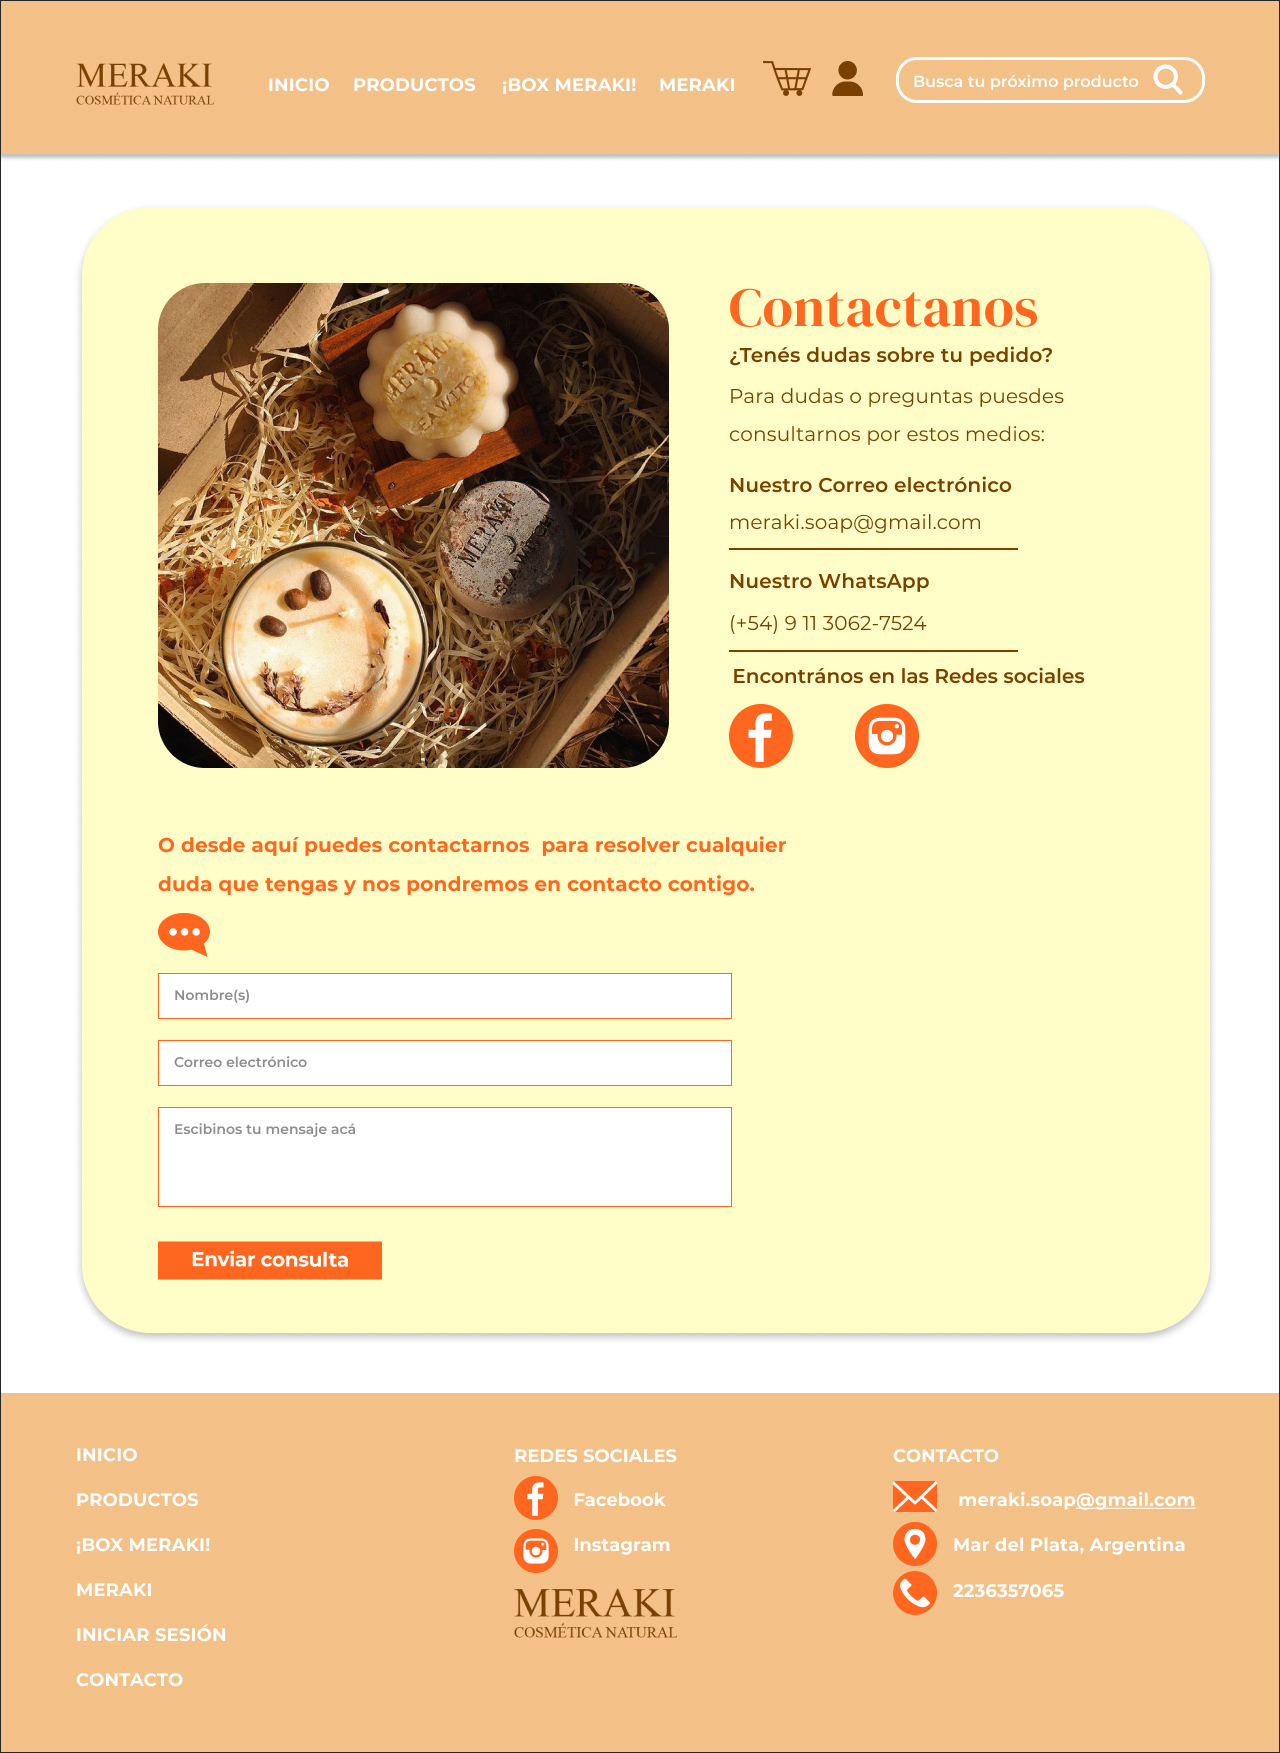 MERAKI
COSMÉTICA NATURAL
INICIO PRODUCTOS ¡BOX MERAKI! MERAKI
Busca tu próximo producto
MERAKI
MERAKI
Contactanos
¿Tenés dudas sobre tu pedido?
Para dudas o preguntas puesdes
consultarnos por estos medios:
Nuestro Correo electrónico
meraki.soap@gmail.com
Nuestro WhatsApp
(+54) 9 11 3062-7524
Encontrános en las Redes sociales
O desde aquí puedes contactarnos  para resolver cualquier
duda que tengas y nos pondremos en contacto contigo.
Nombre(s)
Correo electrónico
Escibinos tu mensaje acá
Enviar consulta
INICIO
PRODUCTOS
¡BOX MERAKI!
MERAKI
INICIAR SESIÓN
CONTACTO
REDES SOCIALES
Facebook
Instagram
MERAKI
COSMÉTICA NATURAL
CONTACTO
meraki.soap@gmail.com
Mar del Plata, Argentina
2236357065